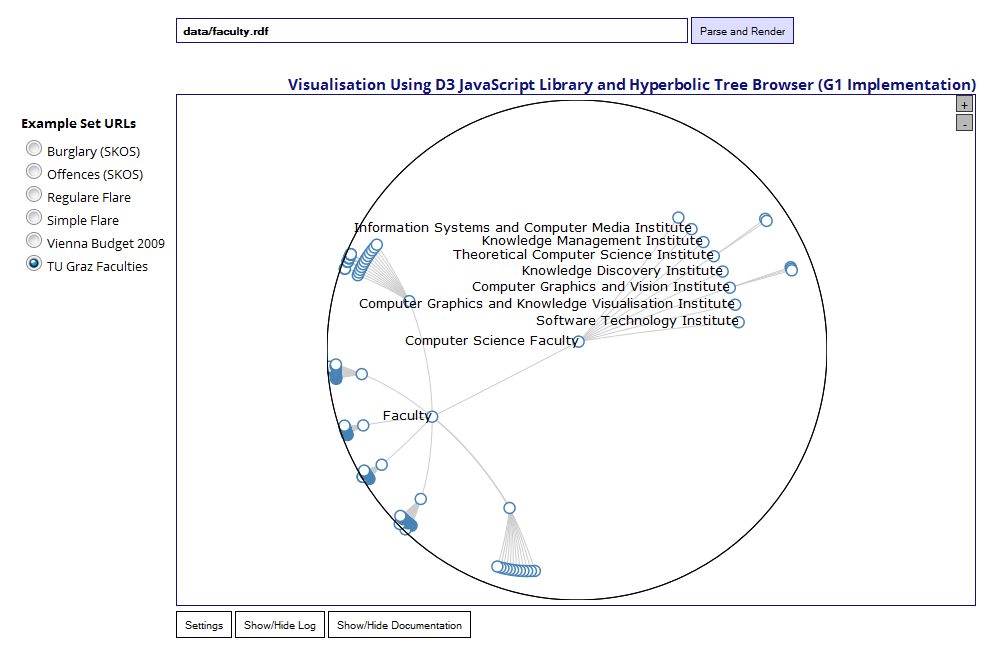 data/faculty.rdf
Parse and Render
Visualisation Using D3 JavaScript Library and Hyperbolic Tree Browser (G1 Implementation)
+
-
Example Set URLs
Burglary (SKOS)
Offences (SKOS)
Regulare Flare
Simple Flare
Vienna Budget 2009
TU Graz Faculties
Information Systems and Computer Media Institute
Knowledge Management Institute
Theoretical Computer Science Institute
Knowledge Discovery Institute
Computer Graphics and Vision Institute
Computer Graphics and Knowledge Visualisation Institute
Software Technology Institute
Computer Science Faculty
Faculty
Settings
Show/Hide Log
Show/Hide Documentation